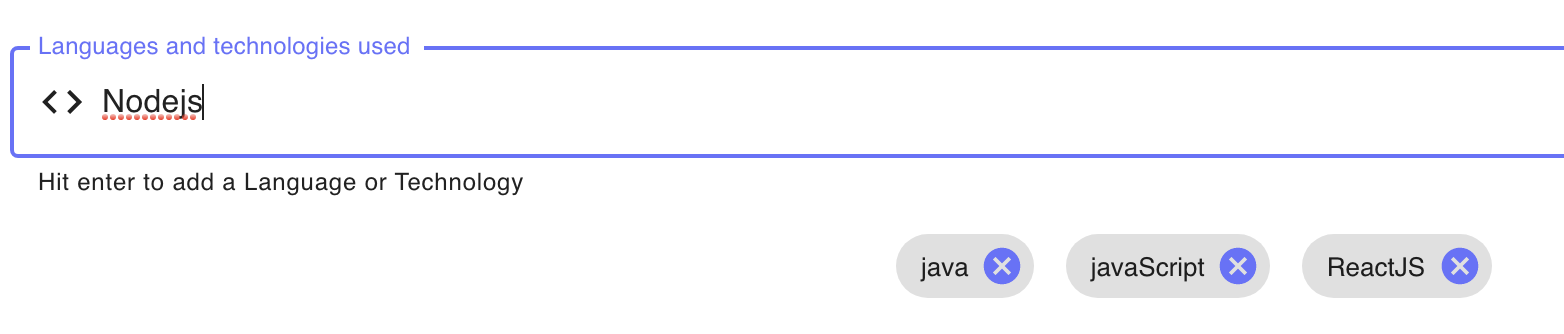 Languages and technologies used
Nodejs
Hit enter to add a Language or Technology
java javaScript ReactJS